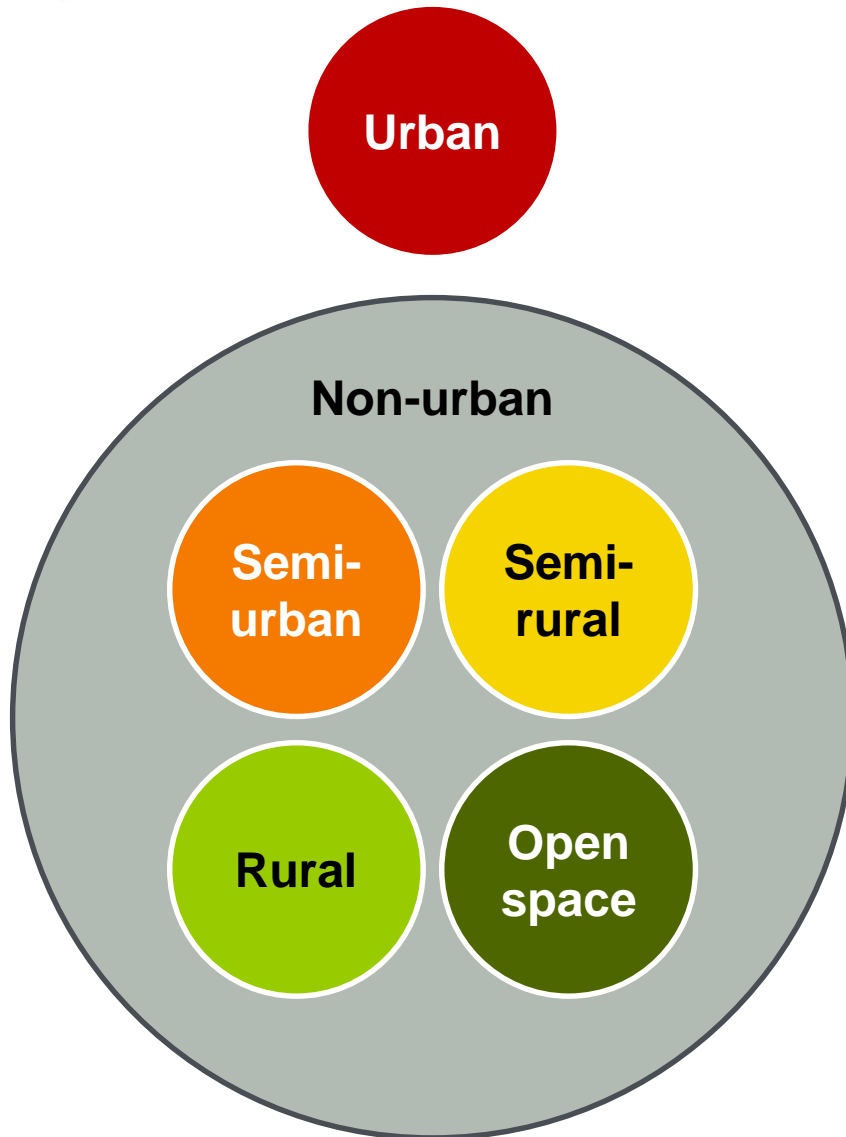 Urban
Non-urban
Semi-
urban
Semi-
rural
Rural
Open
space